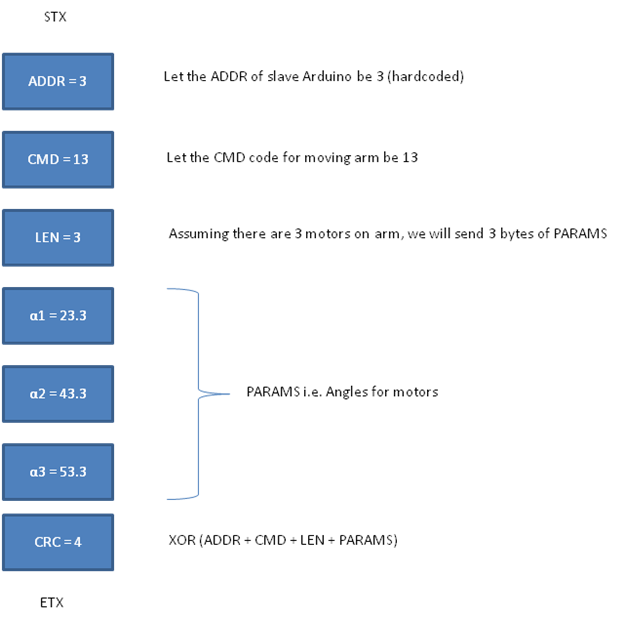 STX
ADDR = 3
Let the ADDR of slave Arduino be 3 (hardcoded)
CMD = 13
Let the CMD code for moving arm be 13
LEN = 3
Assuming there are 3 motors on arm, we will send 3 bytes of PARAMS
α1 = 23.3
α2 = 43.3
PARAMS i.e. Angles for motors
α3 = 53.3
CRC = 4
XOR (ADDR + CMD + LEN + PARAMS)
ETX